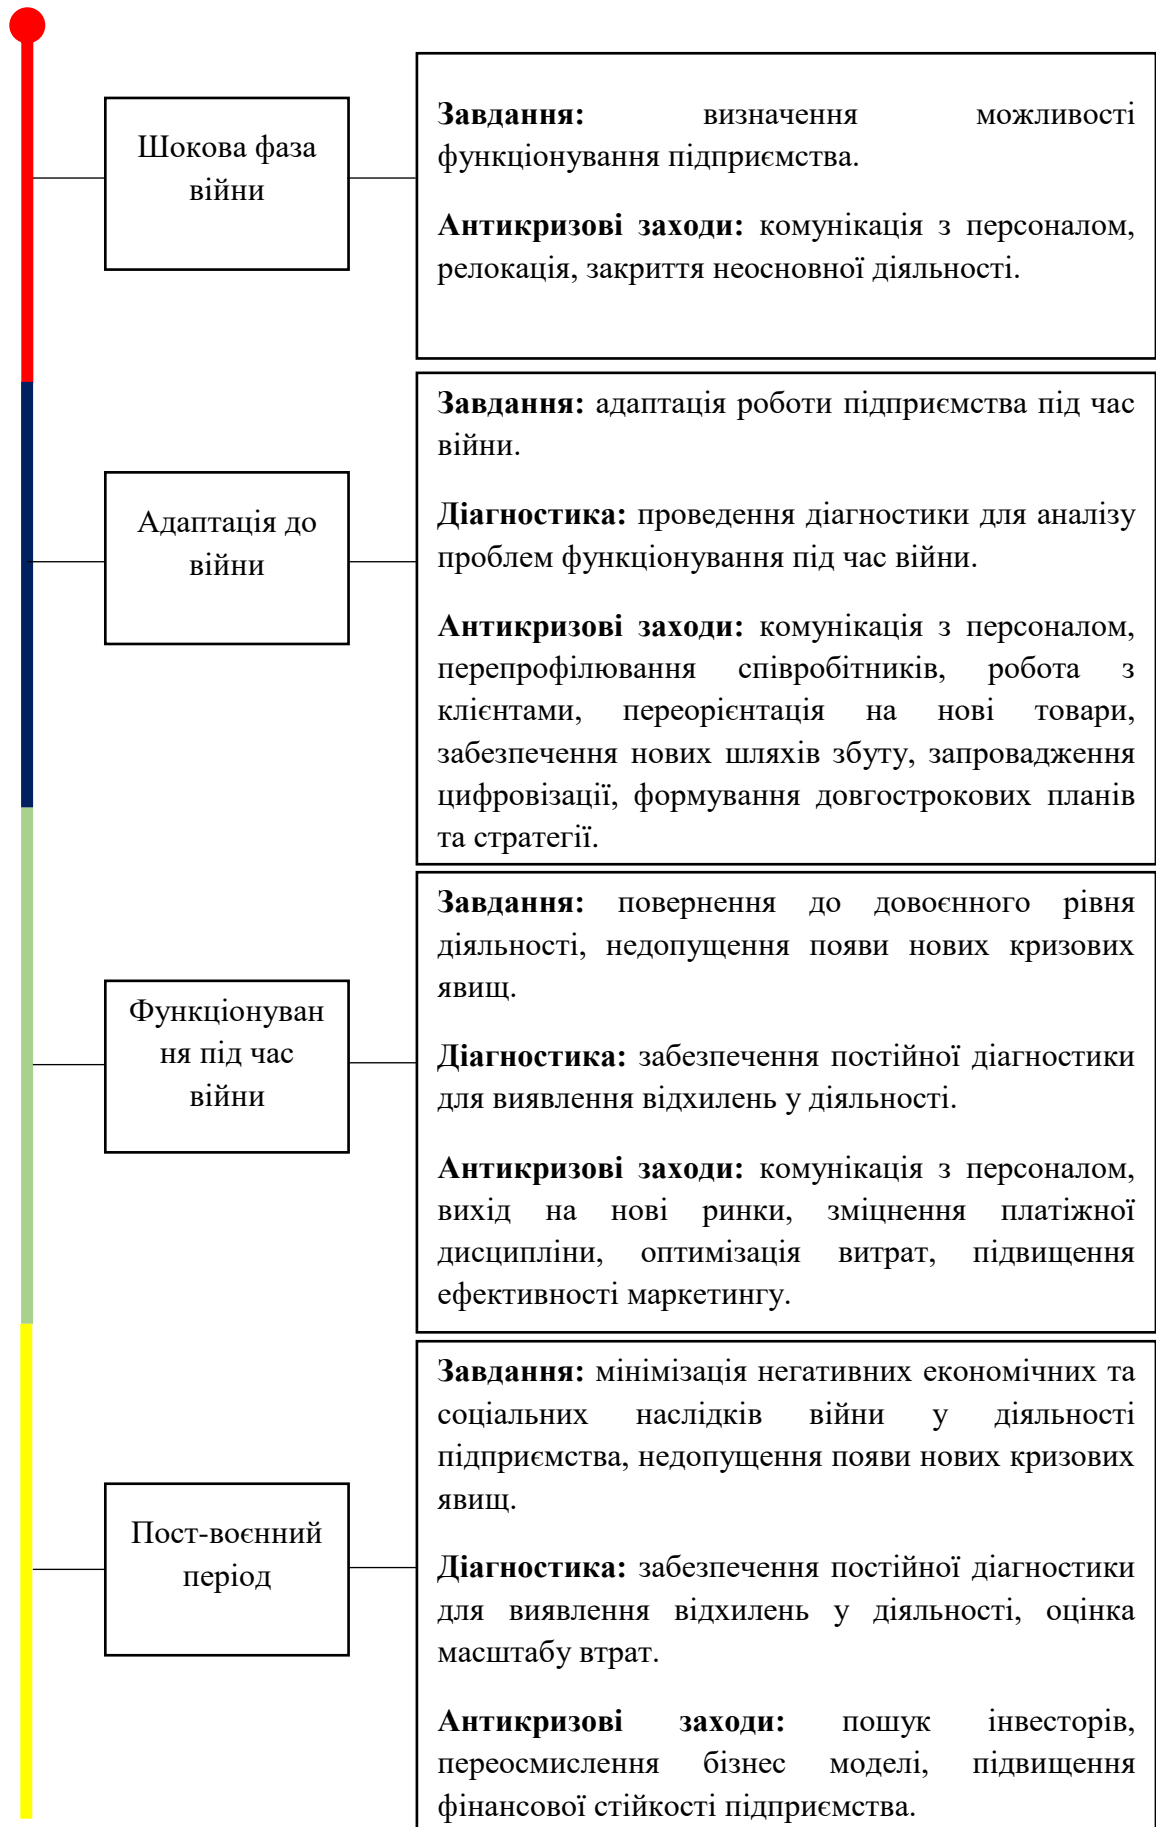 Шокова фаза
війни
Завдання: визначення можливості
функціонування підприємства.
Антикризові заходи: комунікація з персоналом,
релокація, закриття неосновної діяльності.
Адаптація до
війни
Завдання: адаптація роботи підприємства під час
війни.
Діагностика: проведення діагностики для аналізу
проблем функціонування під час війни.
Антикризові заходи: комунікація з персоналом,
перепрофілювання співробітників, робота з
клієнтами, переорієнтація на нові товари,
забезпечення нових шляхів збуту, запровадження
цифровізації, формування довгострокових планів
та стратегії.
Функціонуван
ня під час
війни
Завдання: повернення до довоєнного рівня
діяльності, недопущення появи нових кризових
явищ.
Діагностика: забезпечення постійної діагностики
для виявлення відхилень у діяльності.
Антикризові заходи: комунікація з персоналом,
вихід на нові ринки, зміцнення платіжної
дисципліни, оптимізація витрат, підвищення
ефективності маркетингу.
Пост-воєнний
період
Завдання: мінімізація негативних економічних та
соціальних наслідків війни у діяльності
підприємства, недопущення появи нових кризових
явищ.
Діагностика: забезпечення постійної діагностики
для виявлення відхилень у діяльності, оцінка
масштабу втрат.
Антикризові заходи: пошук інвесторів,
переосмислення бізнес моделі, підвищення
фінансової стійкості підприємства.